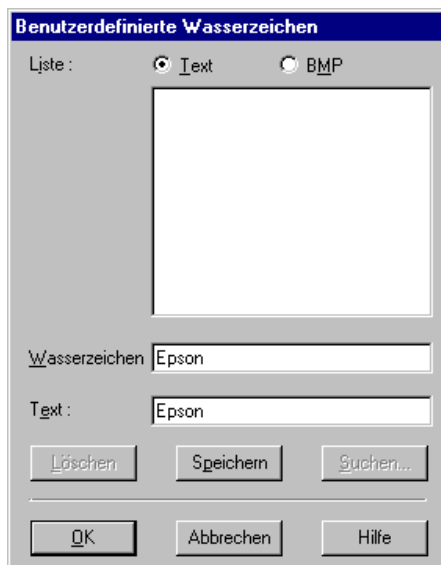 Benutzerdefinierte Wasserzeichen
Liste : Text BMP
Wasserzeichen Epson
Text : Epson
Löschen Speichern Suchen...
OK Abbrechen Hilfe